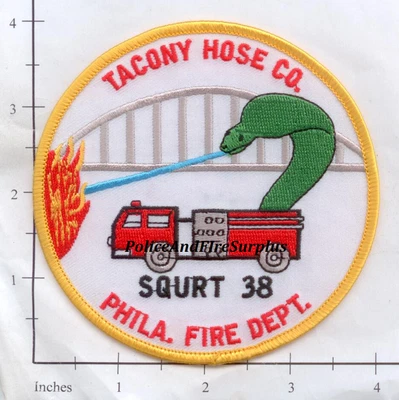 TACONY HOSE CO.
PoliceAndFireSurplus
SQURT 38
PHILA. FIRE DEPT.
4
3
2
1
Inches
1
2
3
4